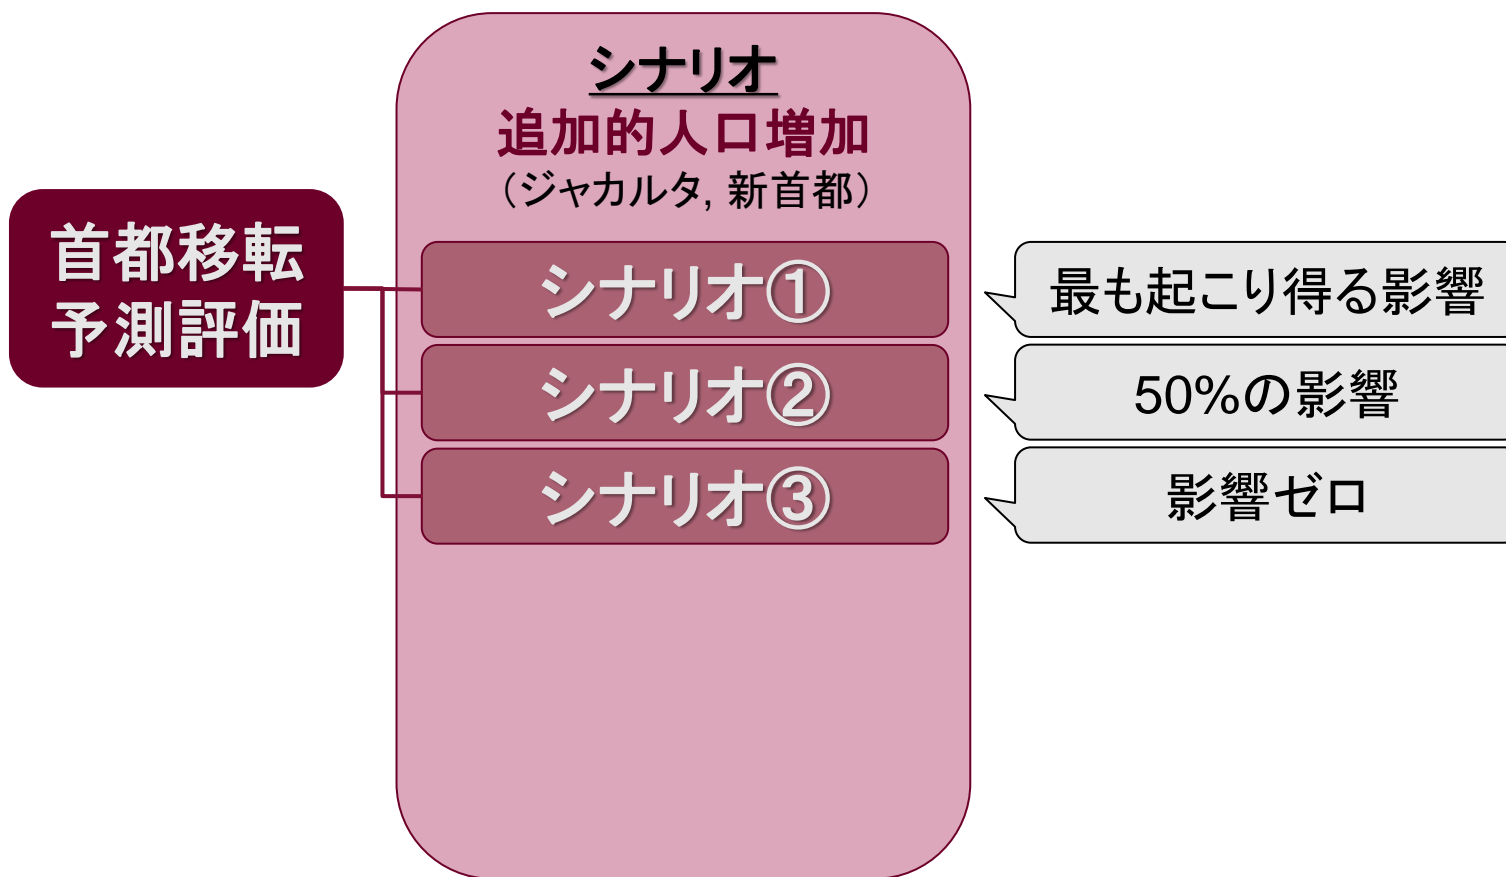 シナリオ
追加的人口増加
（ジャカルタ, 新首都）
首都移転
予測評価
シナリオ①
最も起こり得る影響
シナリオ②
50%の影響
シナリオ③
影響ゼロ